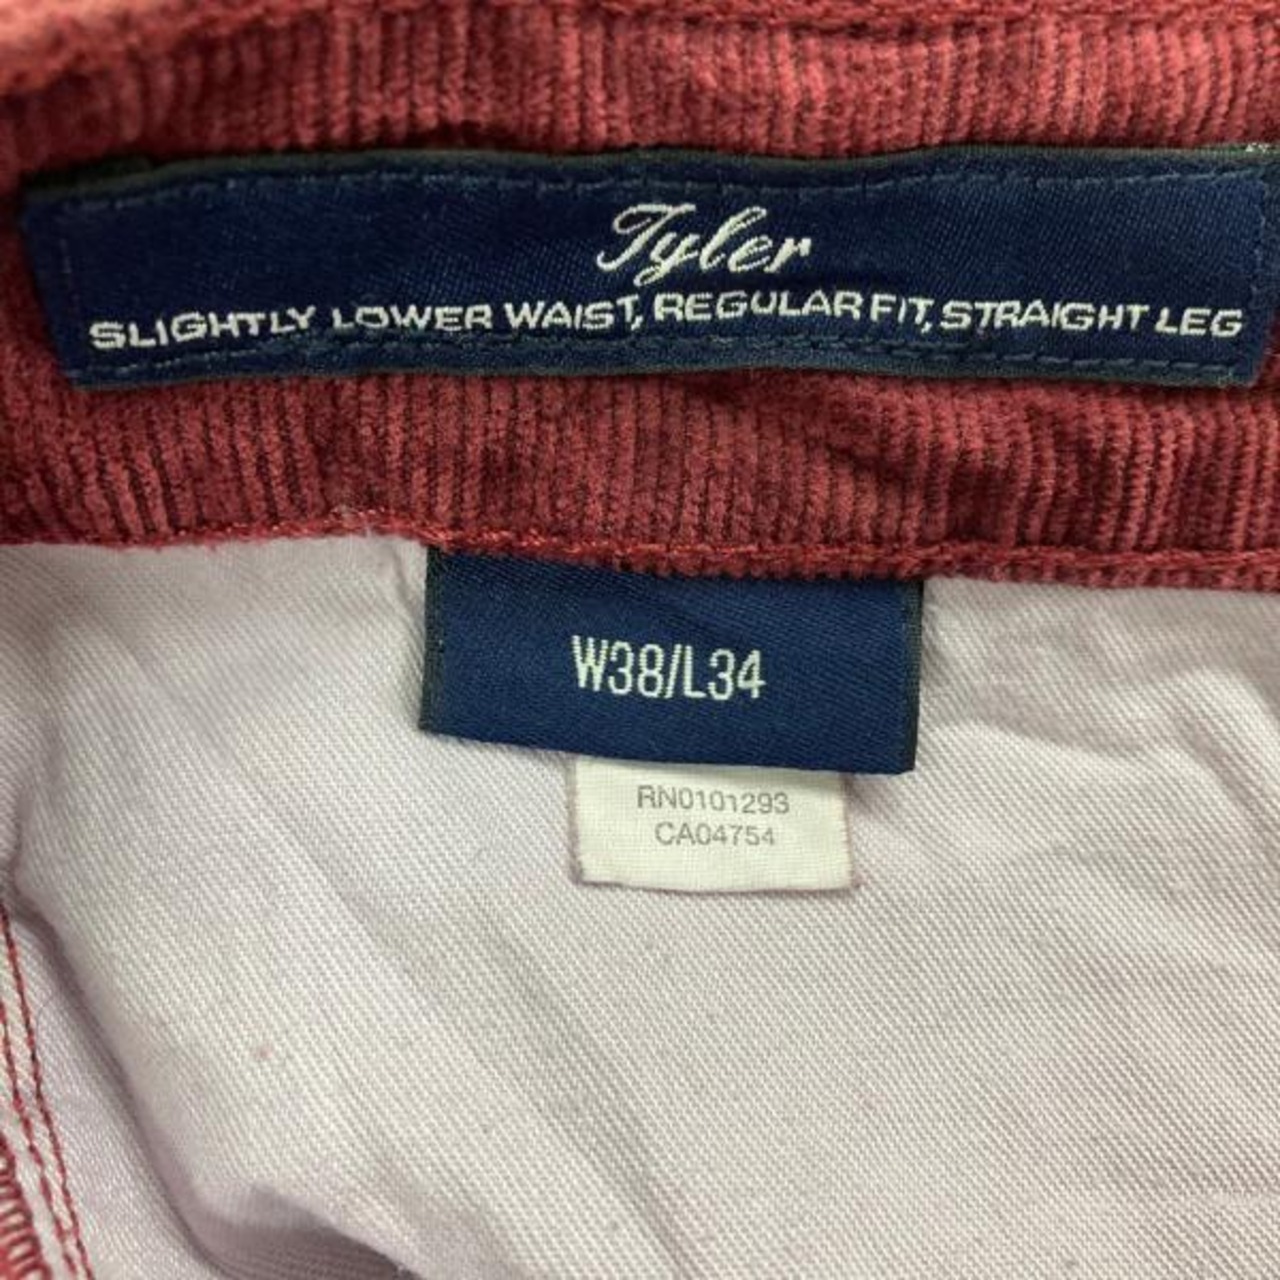 Tyler
SLIGHTLY LOWER WAIST, REGULAR FIT, STRAIGHT LEG
W38/L34
RN0101293
CA04754